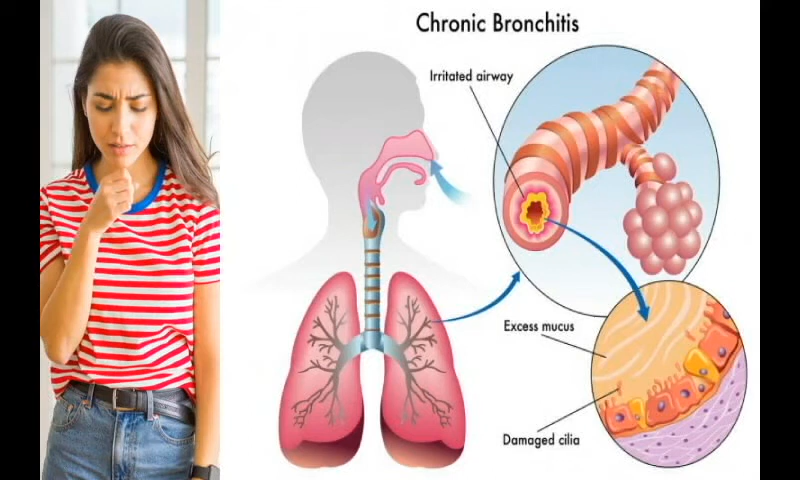 Chronic Bronchitis
Irritated airway
Excess mucus
Damaged cilia